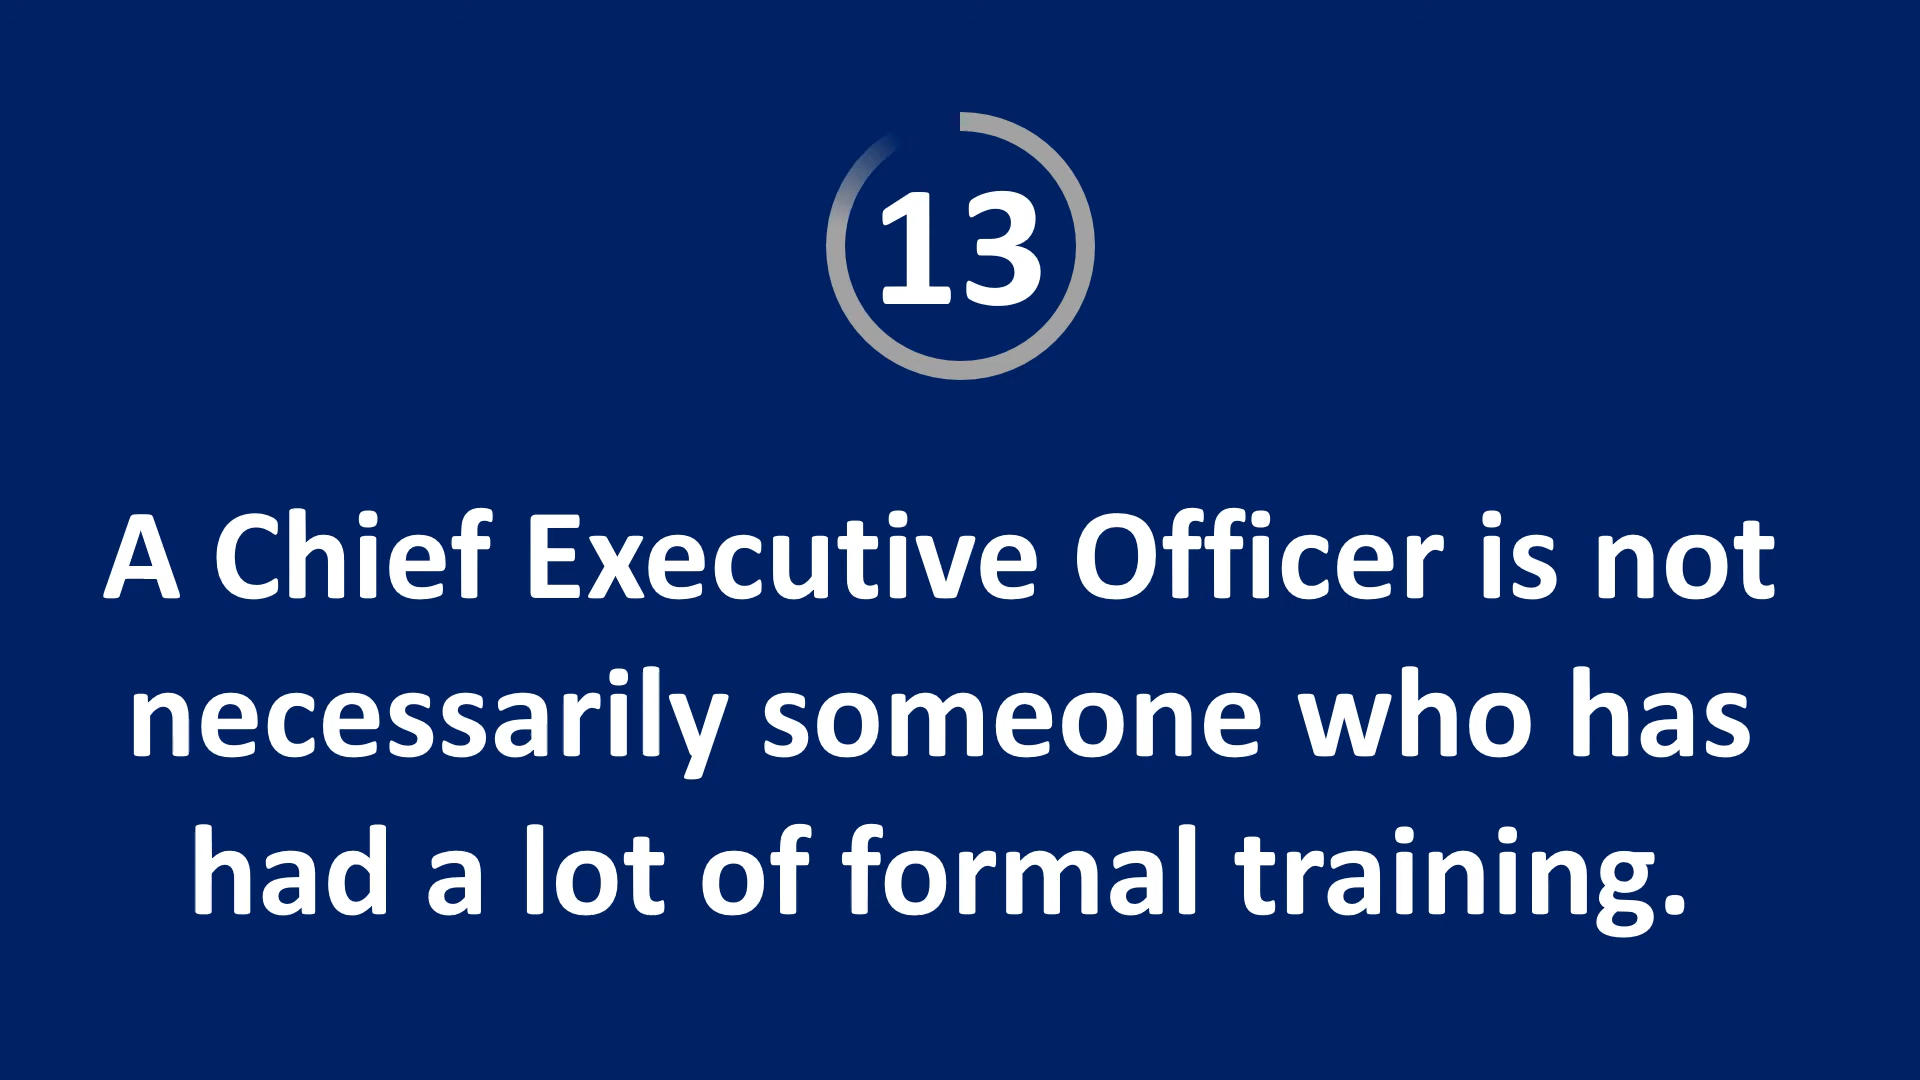 13
A Chief Executive Officer is not
necessarily someone who has
had a lot of formal training.